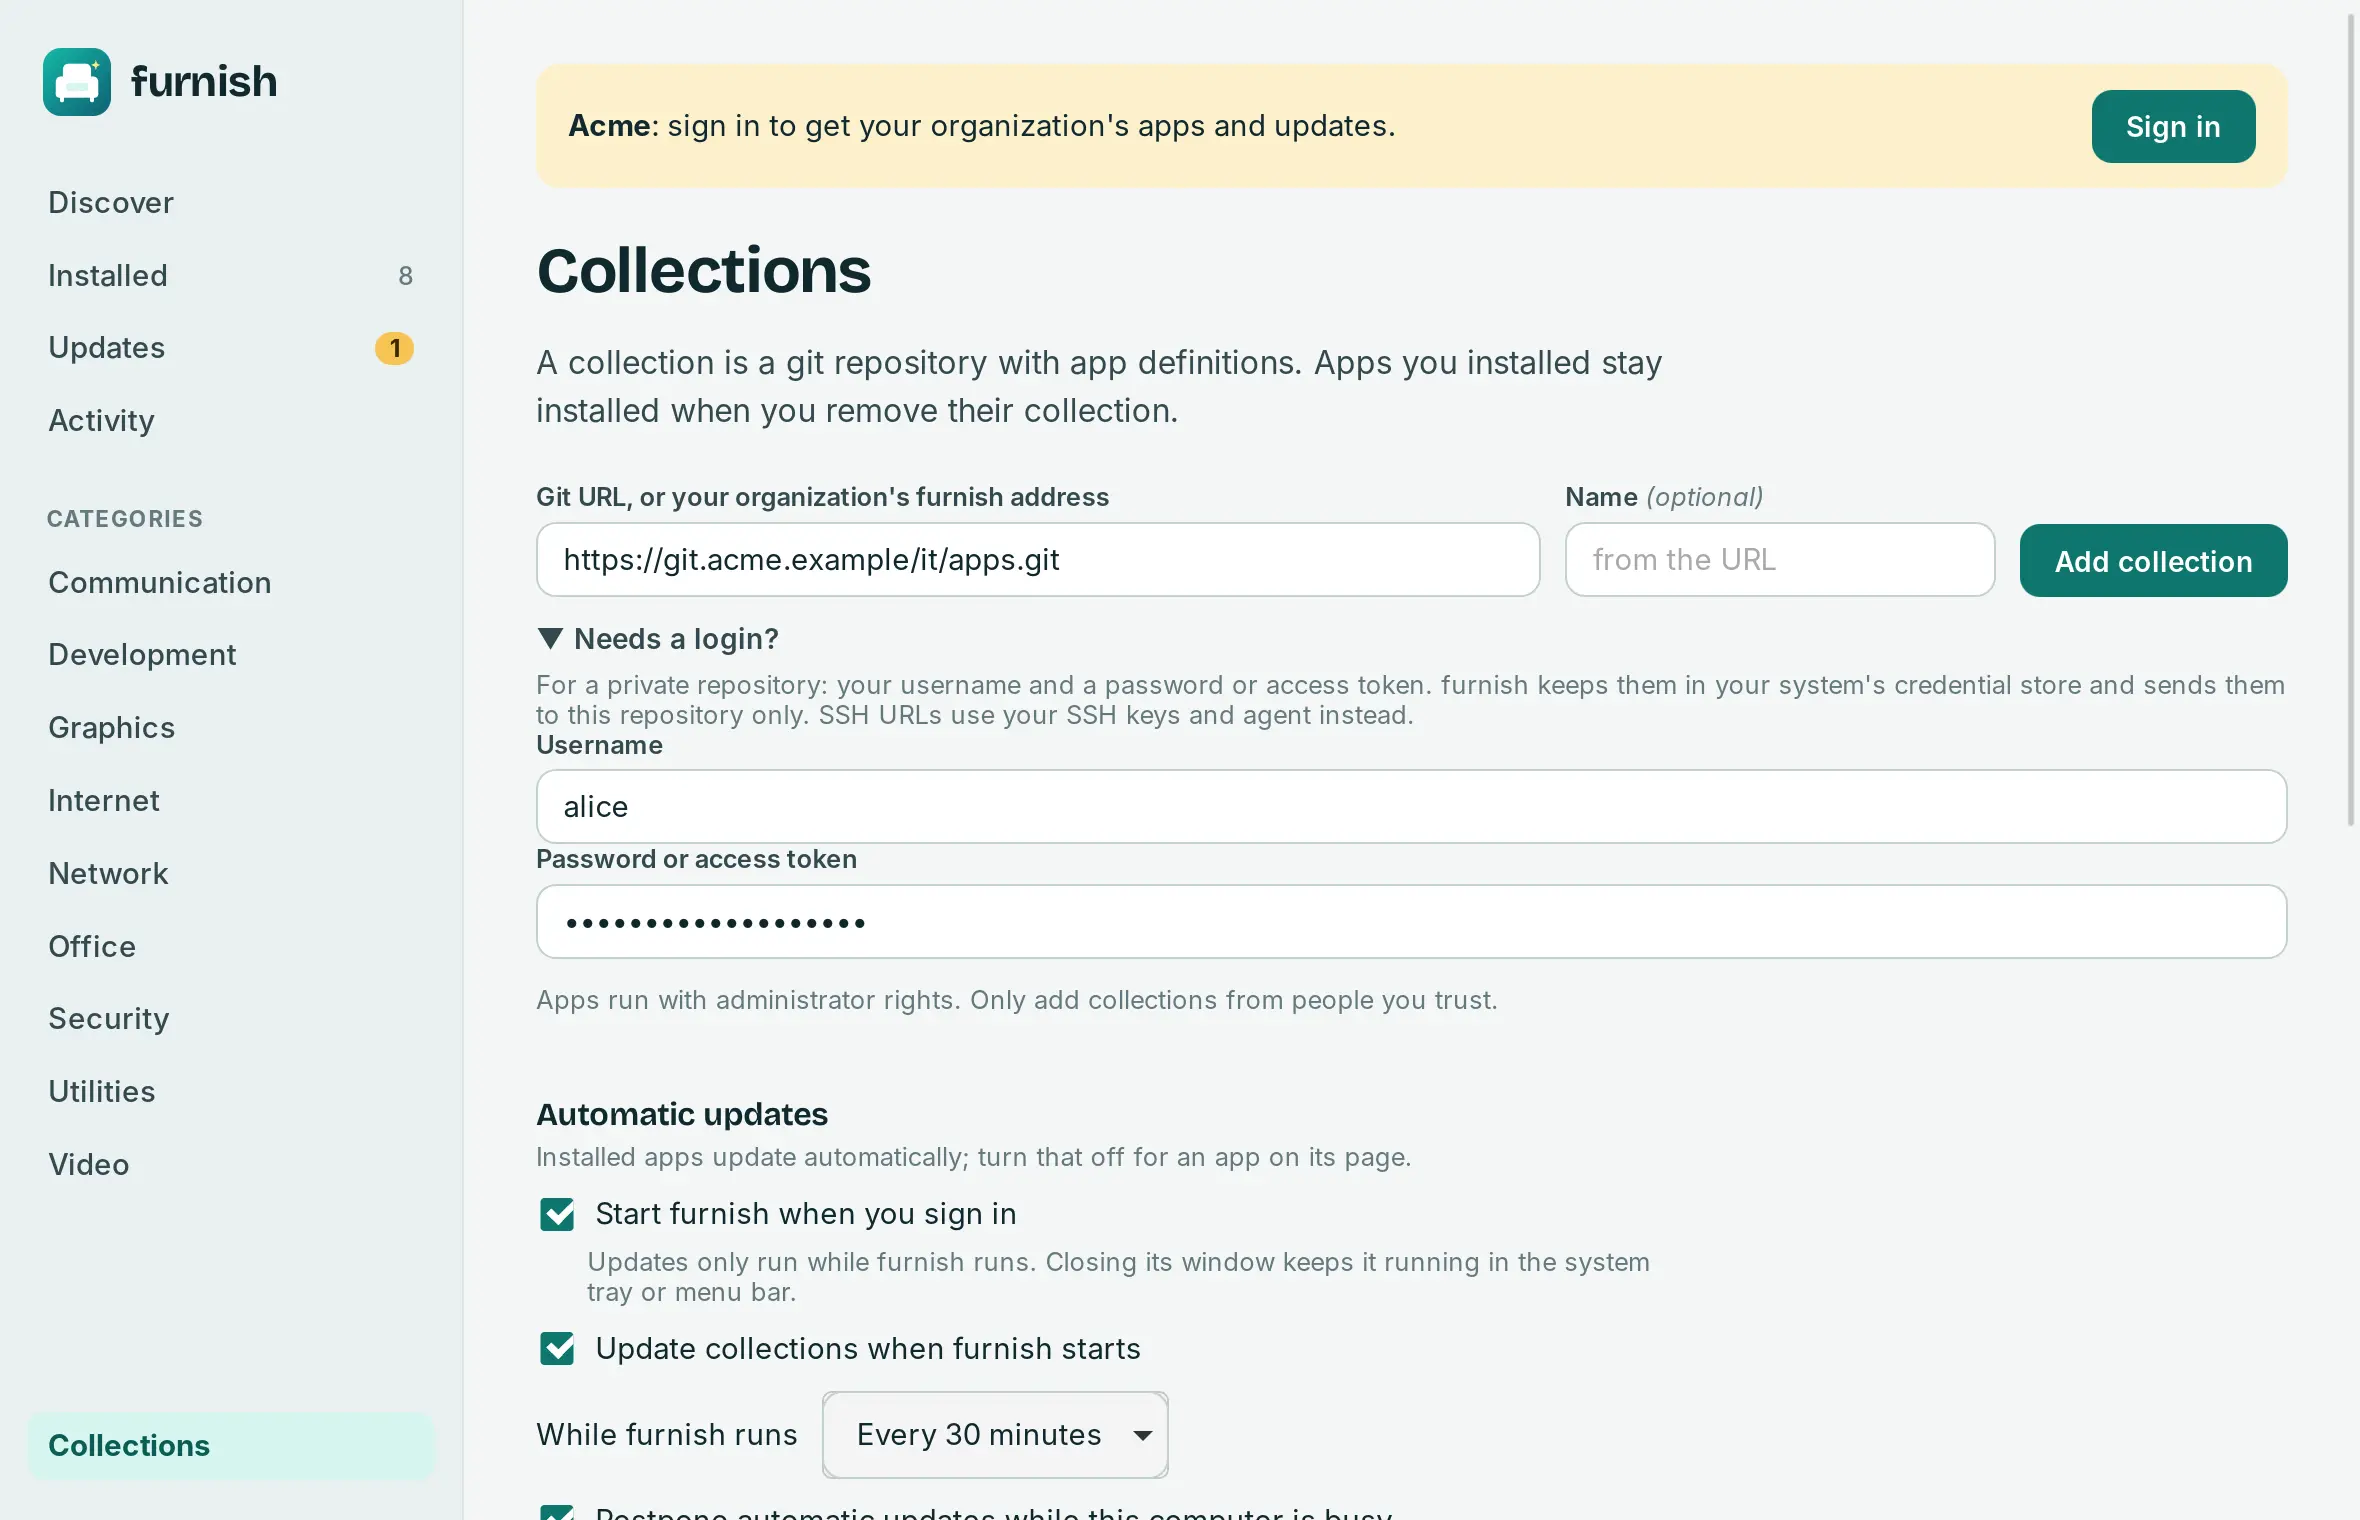 furnish
Discover
Installed 8
Updates 1
Activity
CATEGORIES
Communication
Development
Graphics
Internet
Network
Office
Security
Utilities
Video
Collections
Acme: sign in to get your organization's apps and updates.
Sign in
Collections
A collection is a git repository with app definitions. Apps you installed stay
installed when you remove their collection.
Git URL, or your organization's furnish address
Name (optional)
https://git.acme.example/it/apps.git
from the URL
Add collection
Needs a login?
For a private repository: your username and a password or access token. furnish keeps them in your system's credential store and sends them
to this repository only. SSH URLs use your SSH keys and agent instead.
Username
alice
Password or access token
•••••••••••••••••••
Apps run with administrator rights. Only add collections from people you trust.
Automatic updates
Installed apps update automatically; turn that off for an app on its page.
Start furnish when you sign in
Updates only run while furnish runs. Closing its window keeps it running in the system
tray or menu bar.
Update collections when furnish starts
While furnish runs
Every 30 minutes
Postpone automatic updates while this computer is busy